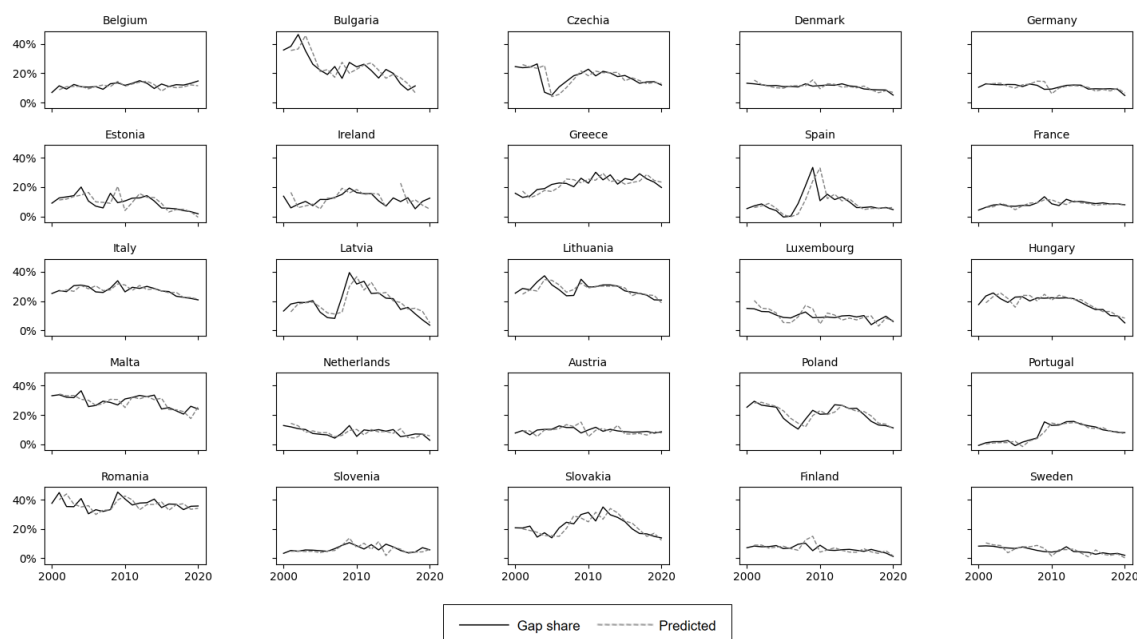 Belgium Bulgaria Czechia Denmark Germany
40%
20%
0%
Estonia Ireland Greece Spain France
40%
20%
0%
Italy Latvia Lithuania Luxembourg Hungary
40%
20%
0%
Malta Netherlands Austria Poland Portugal
40%
20%
0%
Romania Slovenia Slovakia Finland Sweden
40%
20%
0%
2000 2010 2020 2000 2010 2020 2000 2010 2020 2000 2010 2020 2000 2010 2020
Gap share Predicted